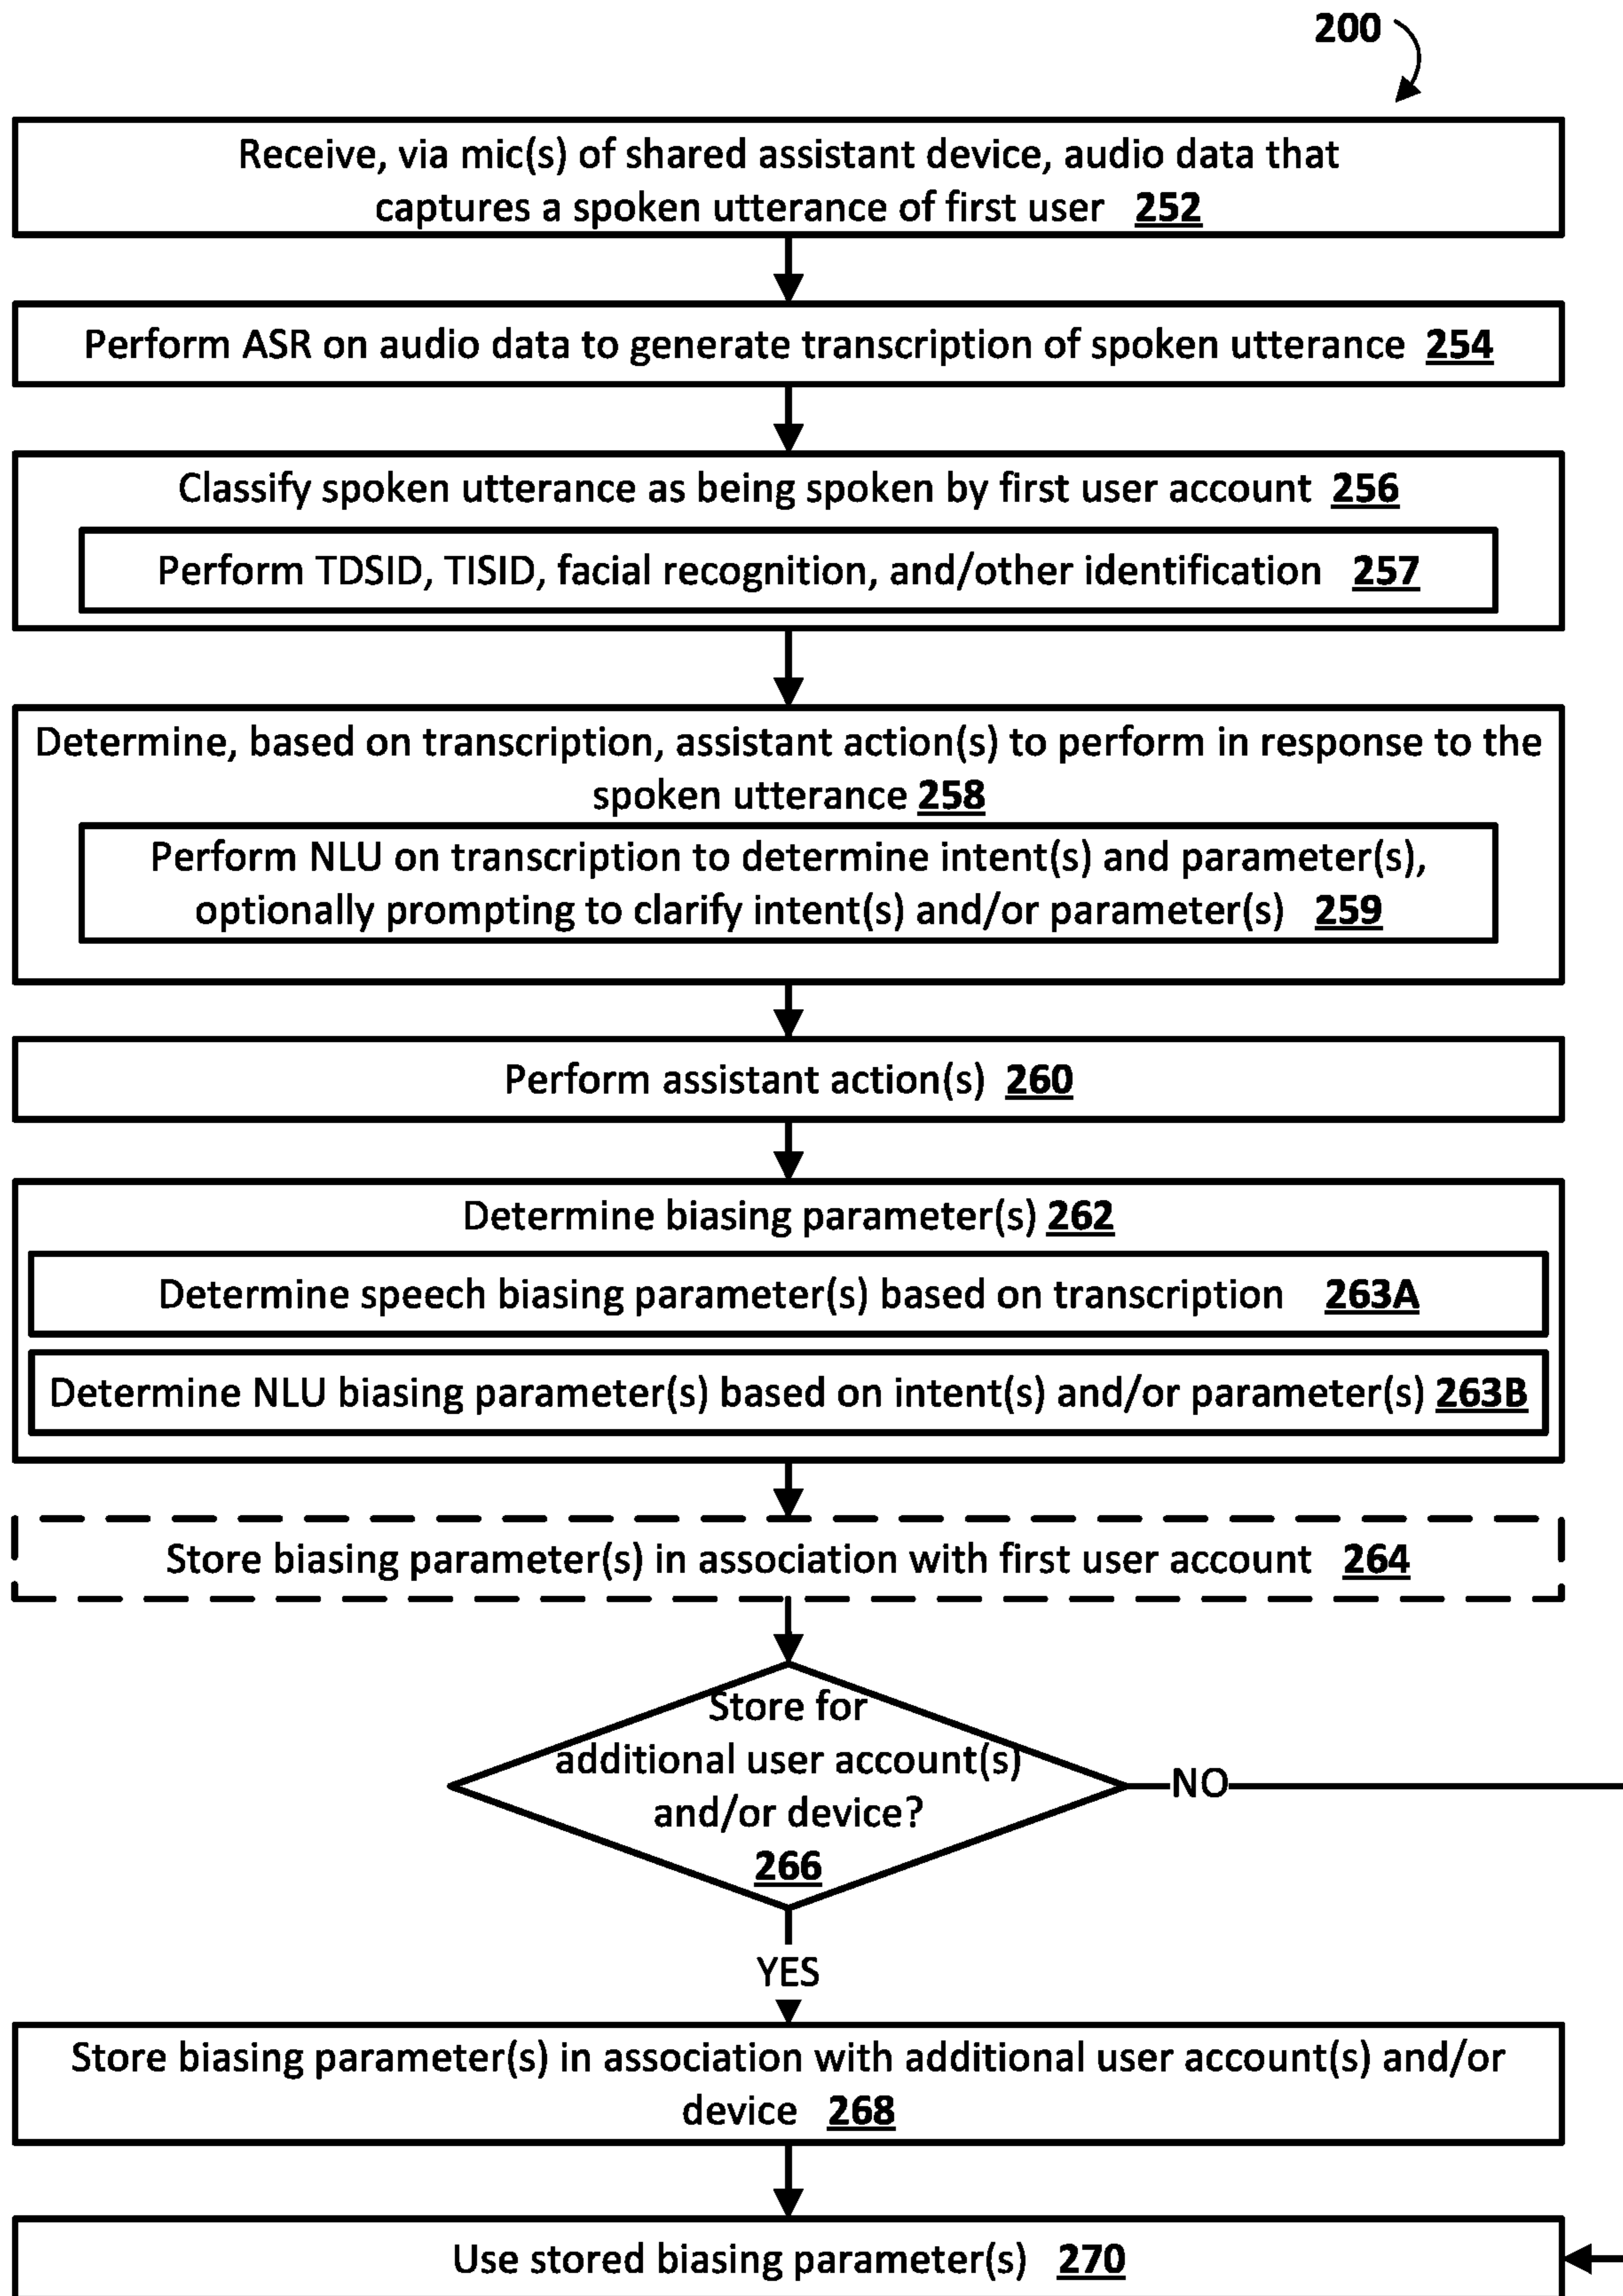 200
Receive, via mic(s) of shared assistant device, audio data that
captures a spoken utterance of first user 252
Perform ASR on audio data to generate transcription of spoken utterance 254
Classify spoken utterance as being spoken by first user account 256
Perform TDSID, TISID, facial recognition, and/other identification 257
Determine, based on transcription, assistant action(s) to perform in response to the
spoken utterance 258
Perform NLU on transcription to determine intent(s) and parameter(s),
optionally prompting to clarify intent(s) and/or parameter(s) 259
Perform assistant action(s) 260
Determine biasing parameter(s) 262
Determine speech biasing parameter(s) based on transcription 263A
Determine NLU biasing parameter(s) based on intent(s) and/or parameter(s) 263B
Store biasing parameter(s) in association with first user account 264
Store for
additional user account(s)
and/or device?
266
NO
YES
Store biasing parameter(s) in association with additional user account(s) and/or
device 268
Use stored biasing parameter(s) 270